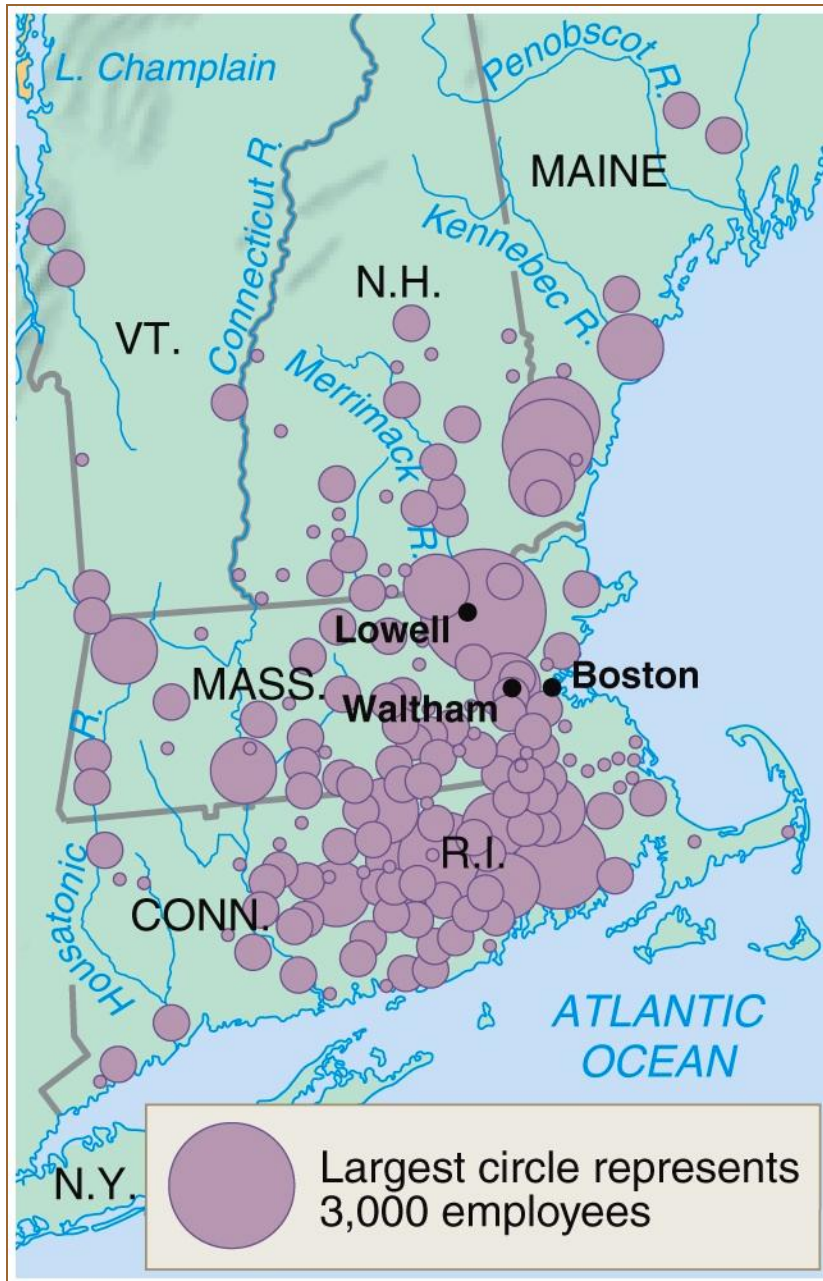 L. Champlain
Penobscot R.
MAINE
Connecticut R.
Kennebec R.
N.H.
VT.
Merrimack R.
Lowell
MASS.
Boston
Waltham
R.
R.I.
CONN.
Housatonic
ATLANTIC
OCEAN
N.Y.
Largest circle represents
3,000 employees